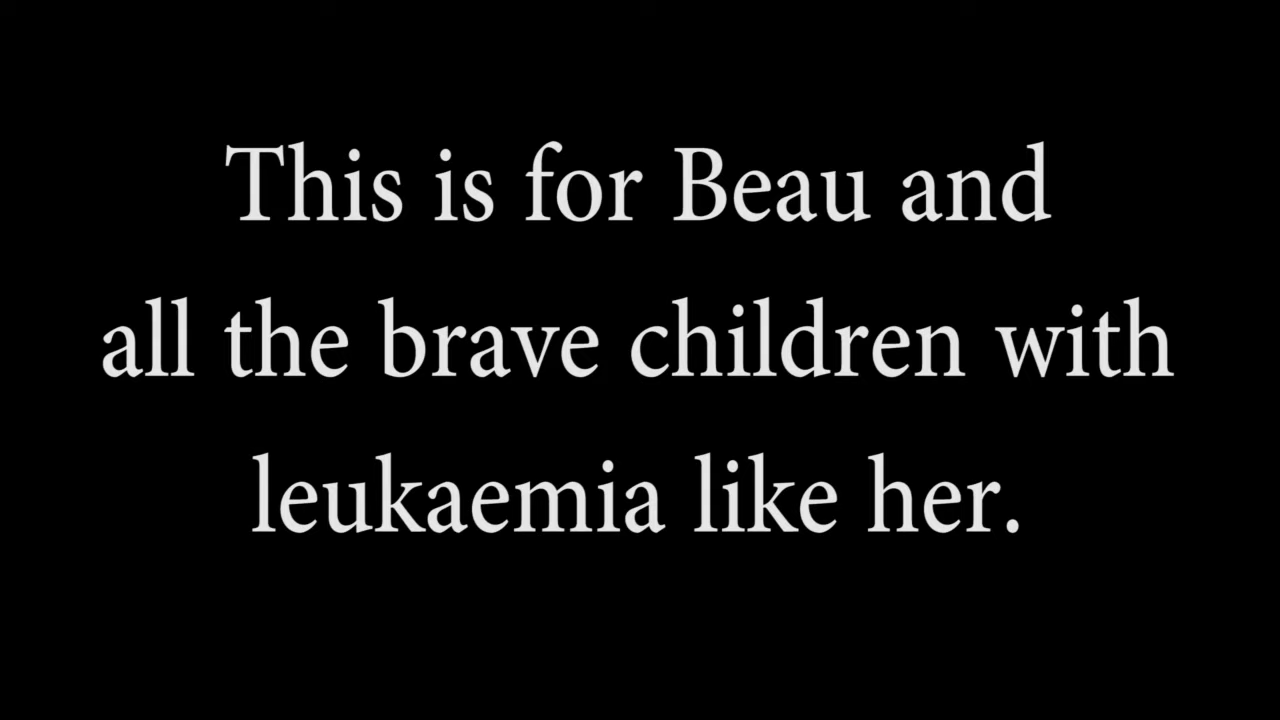 This is for Beau and
all the brave children with
leukaemia like her.